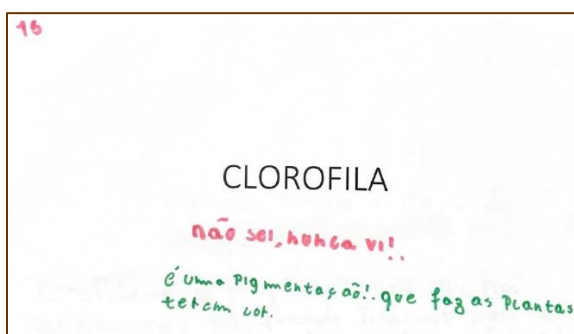 15
CLOROFILA
não sei, nunca vi!.
é uma Pigmentação!. que faz as Plantas
terem cor.